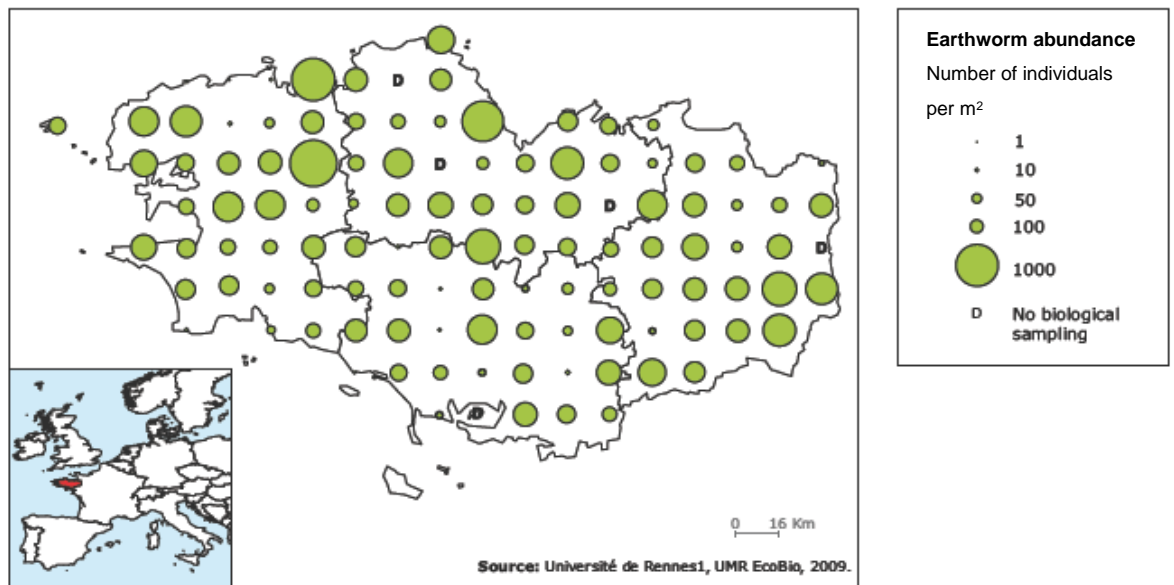 D
D
D
D
D
0 16 Km
Source: Université de Rennes1, UMR EcoBio, 2009.
Earthworm abundance
Number of individuals
per m²
1
10
50
100
1000
D No biological
sampling